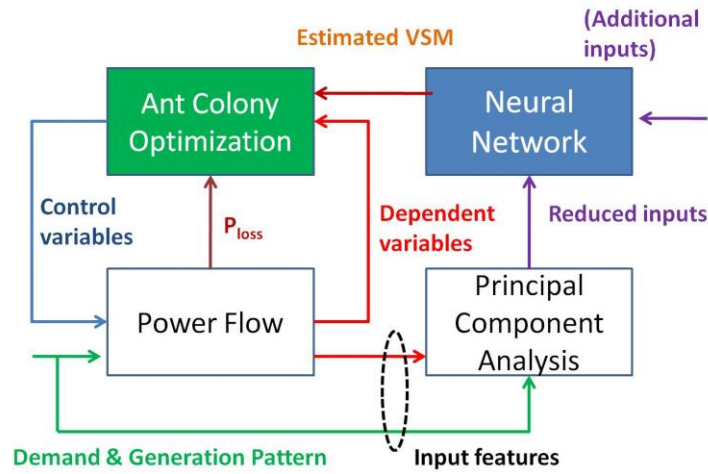 Estimated VSM
(Additional
inputs)
Ant Colony
Optimization
Neural
Network
Control
variables
P_loss
Dependent
variables
Reduced inputs
Power Flow
Principal
Component
Analysis
Demand & Generation Pattern
Input features